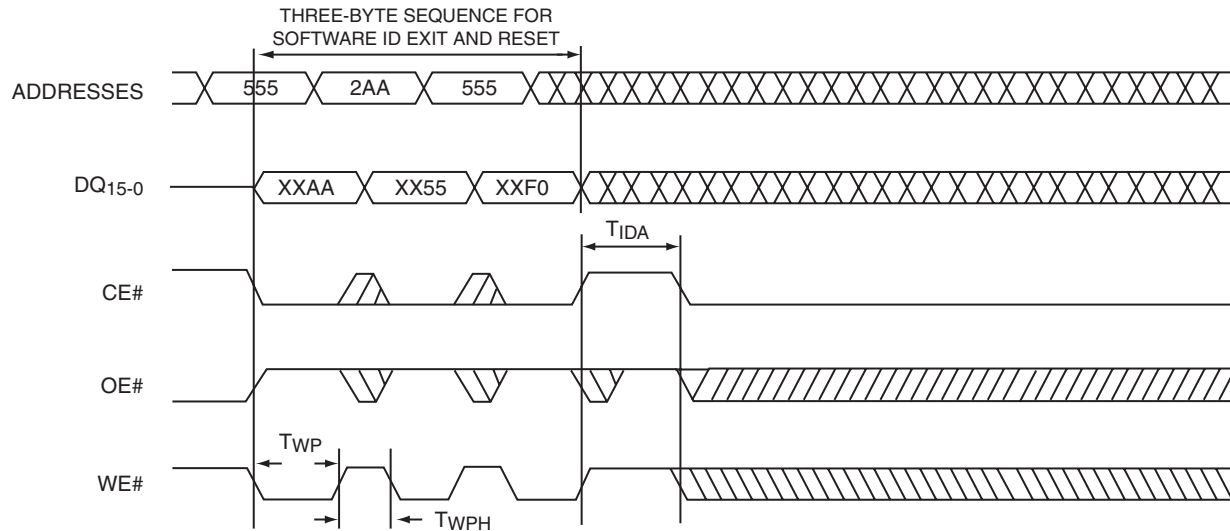 THREE-BYTE SEQUENCE FOR
SOFTWARE ID EXIT AND RESET
ADDRESSES 555 2AA 555
DQ15-0 XXAA XX55 XXF0
TIDA
CE#
OE#
TWP
WE#
TWPH